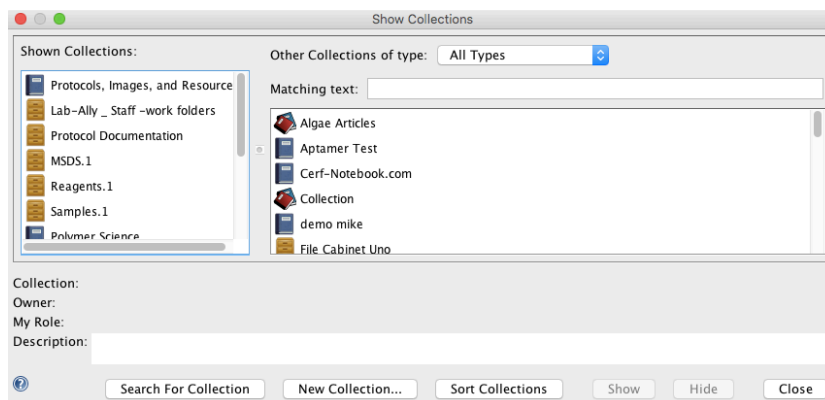 Show Collections
Shown Collections:
Protocols, Images, and Resource
Lab-Ally _ Staff -work folders
Protocol Documentation
MSDS.1
Reagents.1
Samples.1
Polymer Science
Other Collections of type: All Types
Matching text:
Algae Articles
Aptamer Test
Cerf-Notebook.com
Collection
demo mike
File Cabinet Uno
Collection:
Owner:
My Role:
Description:
? Search For Collection New Collection... Sort Collections Show Hide Close